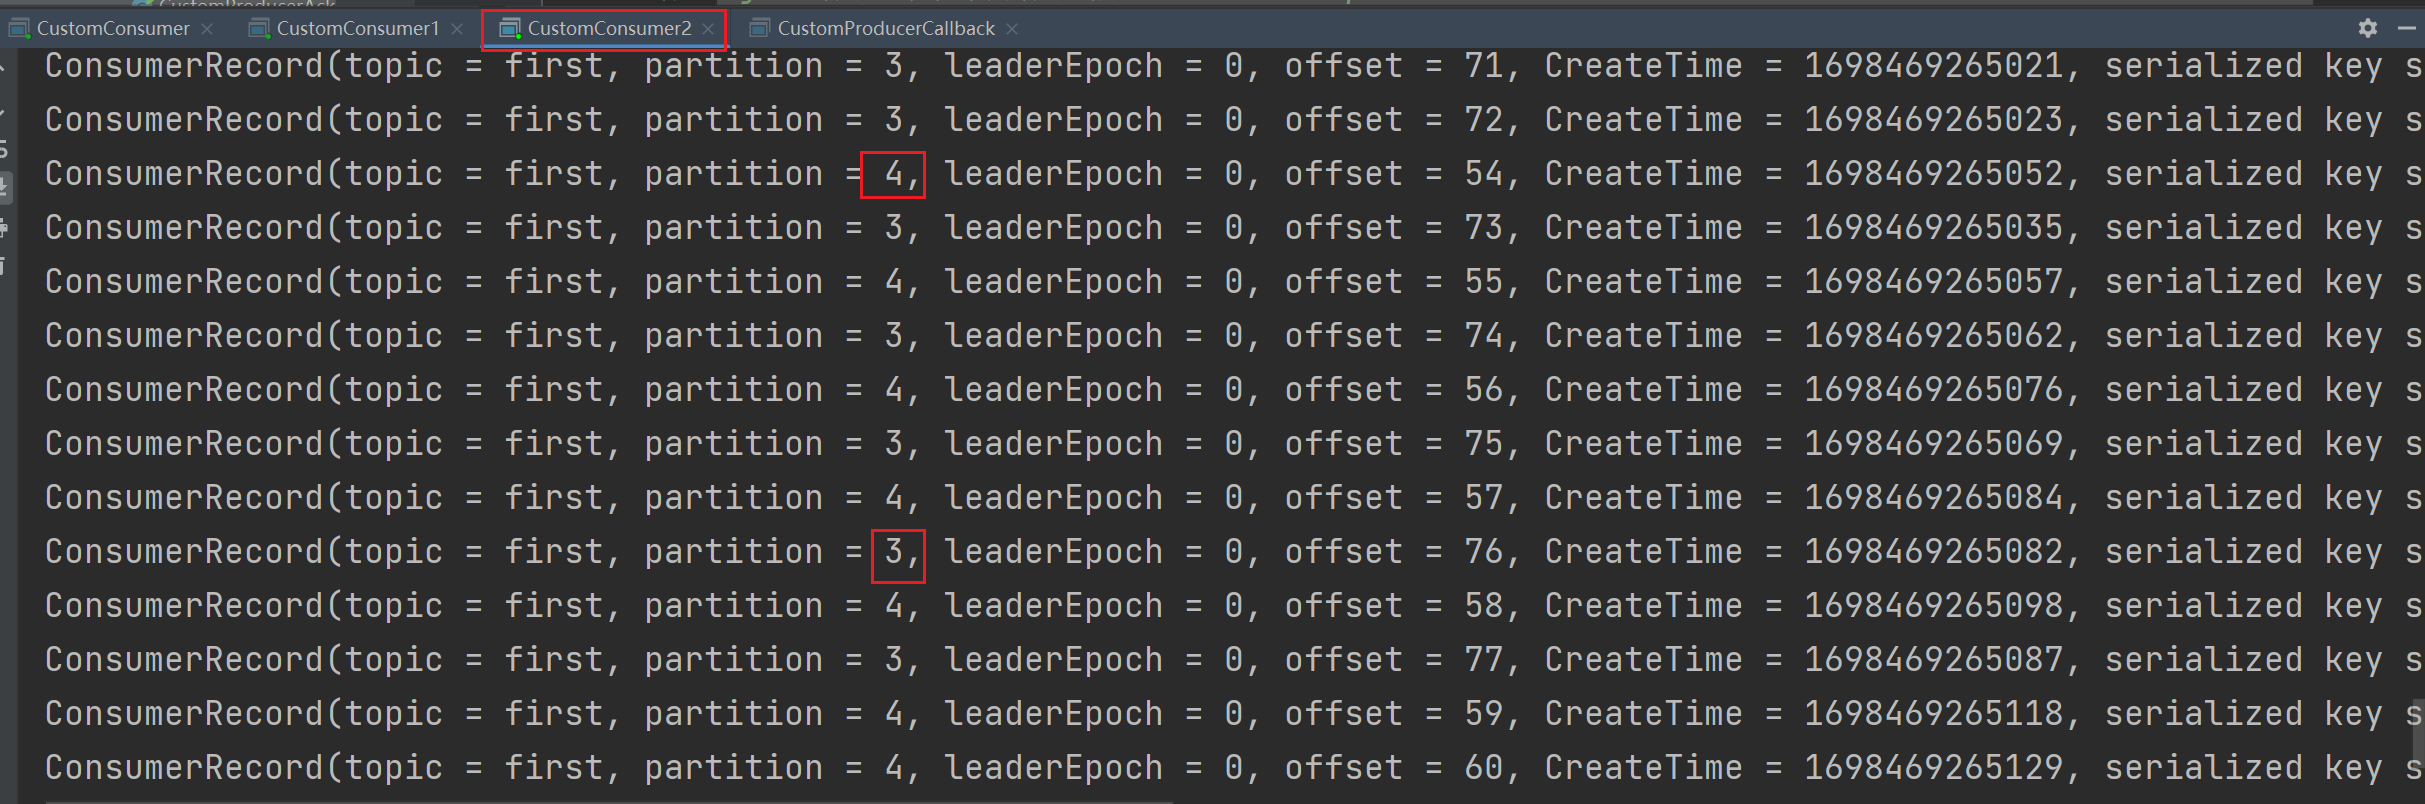 CustomProducerAck
CustomConsumer CustomConsumer1 CustomConsumer2 CustomProducerCallback
ConsumerRecord(topic = first, partition = 3, leaderEpoch = 0, offset = 71, CreateTime = 1698469265021, serialized key s
ConsumerRecord(topic = first, partition = 3, leaderEpoch = 0, offset = 72, CreateTime = 1698469265023, serialized key s
ConsumerRecord(topic = first, partition = 4, leaderEpoch = 0, offset = 54, CreateTime = 1698469265052, serialized key s
ConsumerRecord(topic = first, partition = 3, leaderEpoch = 0, offset = 73, CreateTime = 1698469265035, serialized key s
ConsumerRecord(topic = first, partition = 4, leaderEpoch = 0, offset = 55, CreateTime = 1698469265057, serialized key s
ConsumerRecord(topic = first, partition = 3, leaderEpoch = 0, offset = 74, CreateTime = 1698469265062, serialized key s
ConsumerRecord(topic = first, partition = 4, leaderEpoch = 0, offset = 56, CreateTime = 1698469265076, serialized key s
ConsumerRecord(topic = first, partition = 3, leaderEpoch = 0, offset = 75, CreateTime = 1698469265069, serialized key s
ConsumerRecord(topic = first, partition = 4, leaderEpoch = 0, offset = 57, CreateTime = 1698469265084, serialized key s
ConsumerRecord(topic = first, partition = 3, leaderEpoch = 0, offset = 76, CreateTime = 1698469265082, serialized key s
ConsumerRecord(topic = first, partition = 4, leaderEpoch = 0, offset = 58, CreateTime = 1698469265098, serialized key s
ConsumerRecord(topic = first, partition = 3, leaderEpoch = 0, offset = 77, CreateTime = 1698469265087, serialized key s
ConsumerRecord(topic = first, partition = 4, leaderEpoch = 0, offset = 59, CreateTime = 1698469265118, serialized key s
ConsumerRecord(topic = first, partition = 4, leaderEpoch = 0, offset = 60, CreateTime = 1698469265129, serialized key s